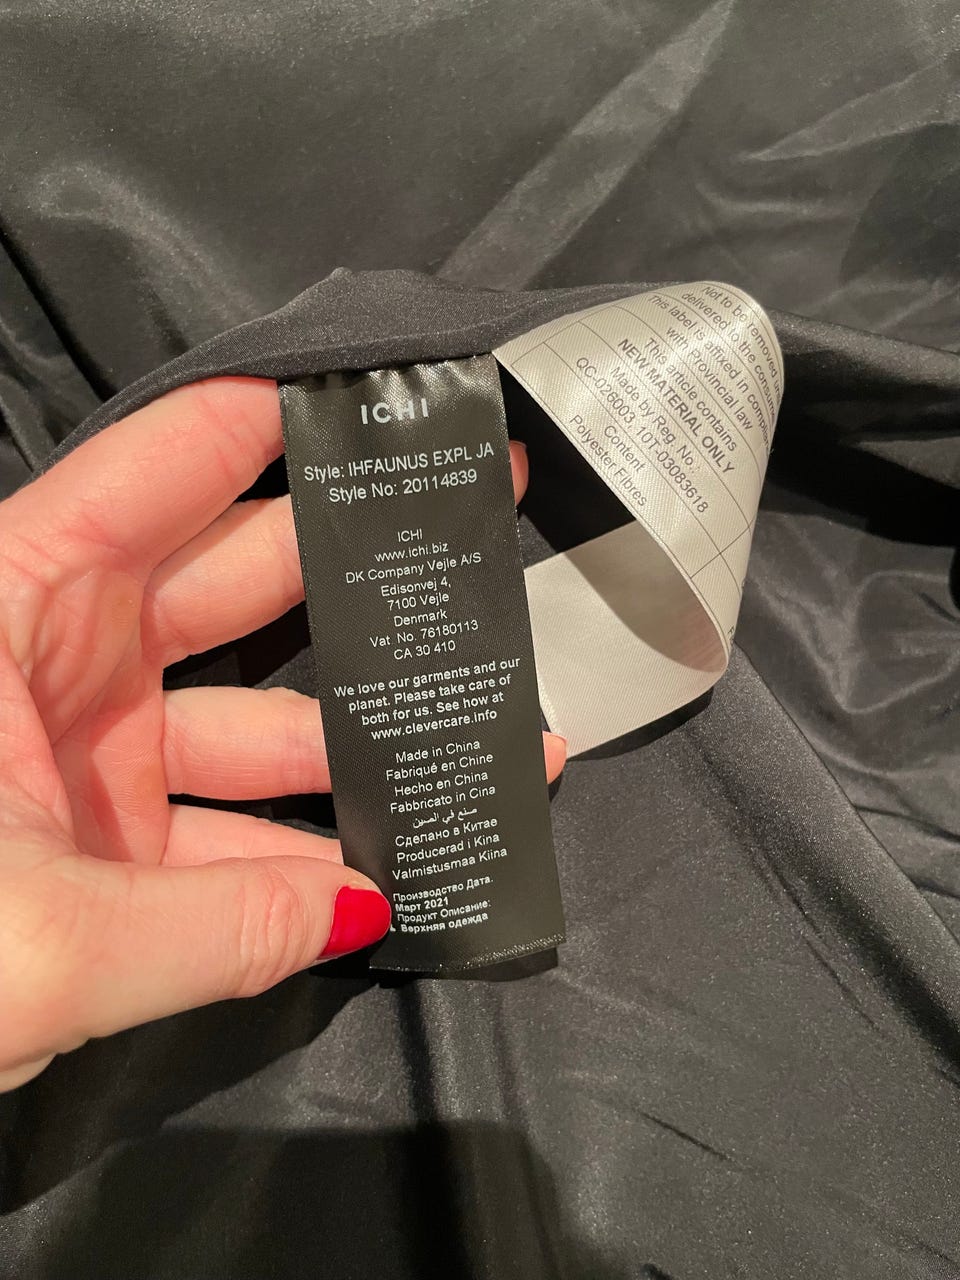 ICHI
Style: IHFAUNUS EXPL JA
Style No: 20114839
ICHI
www.ichi.biz
DK Company Vejle A/S
Edisonvej 4,
7100 Vejle
Denmark
Vat No. 76180113
CA 30 410
We love our garments and our
planet. Please take care of
both for us. See how at
www.clevercare.info
Made in China
Fabriqué en Chine
Hecho en China
Fabbricato in Cina
صنع في الصين
Сделано в Китае
Producerad i Kina
Valmistusmaa Kiina
Производство Дата.
Март 2021
Продукт Описание:
Верхняя одежда
Not to be removed
delivered to the
This label is affixed in
with Provincial law
This article contains
NEW MATERIAL ONLY
Made by Reg. No.
QC-026003 10T-03083618
Content
Polyester Fibres